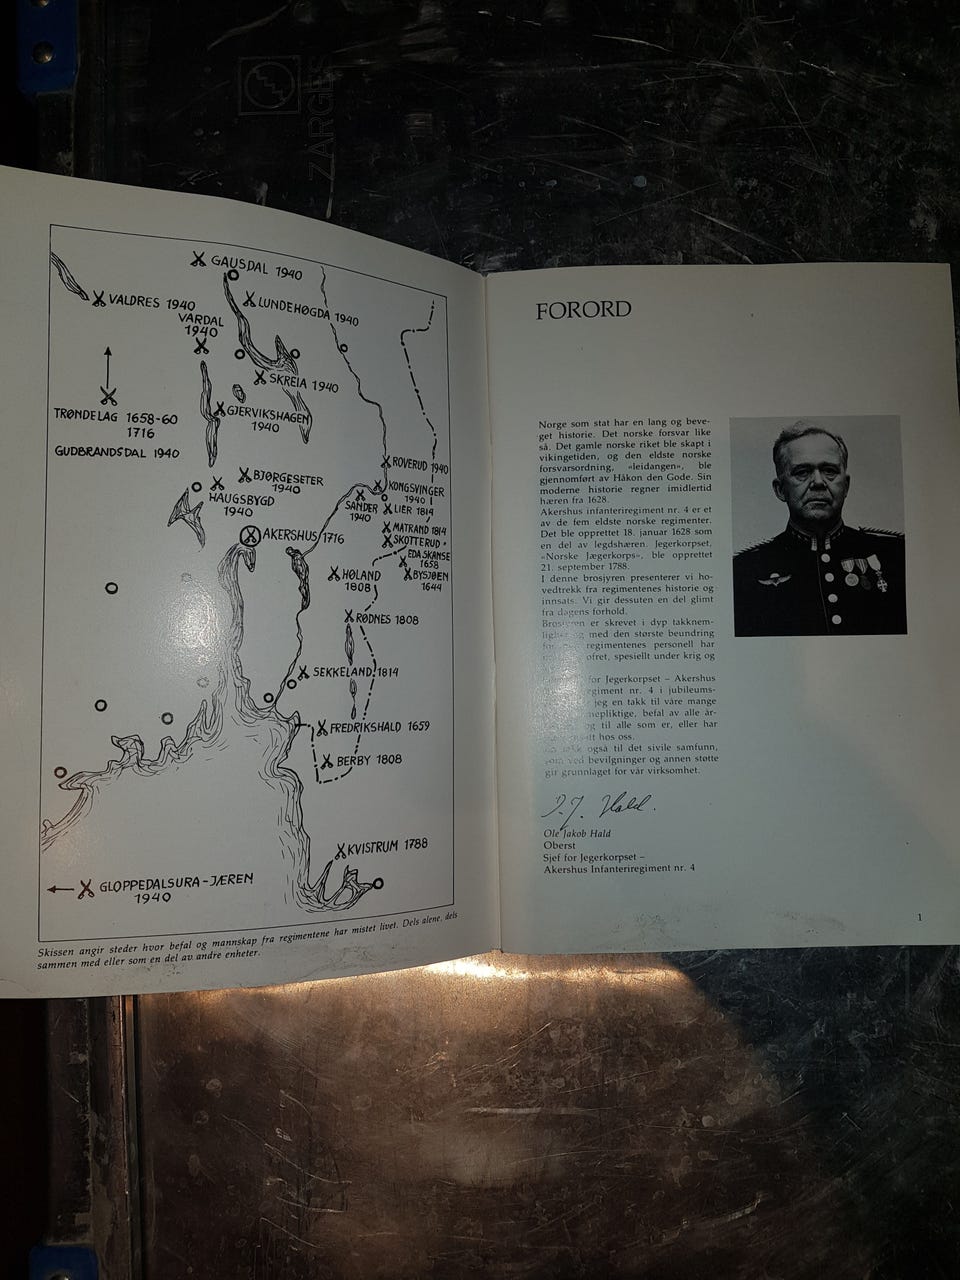 ZARGES
GAUSDAL 1940
VALDRES 1940
LUNDEHØGDA 1940
VARDAL
1940
SKREIA 1940
TRØNDELAG 1658-60
1716
GJERVIKSHAGEN
1940
GUDBRANDSDAL 1940
ROVERUD 1940
BJØRGESETER
1940
KONGSVINGER
1940
HAUGSBYGD
1940
SANDER
1940
LIER 1814
AKERSHUS 1716
MATRAND 1814
SKOTTERUD
EDA SKANSE
1658
HØLAND
1808
BYSJØEN
1644
RØDNES 1808
SEKKELAND 1814
FREDRIKSHALD 1659
BERBY 1808
KVISTRUM 1788
GLOPPEDALSURA-JÆREN
1940
Skissen angir steder hvor befal og mannskap fra regimentene har mistet livet. Dels alene, dels
sammen med eller som en del av andre enheter.
FORORD
Norge som stat har en lang og beve-
get historie. Det norske forsvar like
så. Det gamle norske riket ble skapt i
vikingetiden, og den eldste norske
forsvarsordning, «leidangen», ble
gjennomført av Håkon den Gode. Sin
moderne historie regner imidlertid
hæren fra 1628.
Akershus infanteriregiment nr. 4 er et
av de fem eldste norske regimenter.
Det ble opprettet 18. januar 1628 som
en del av legdshæren. Jegerkorpset,
«Norske Jægerkorps», ble opprettet
21. september 1788.
I denne brosjyren presenterer vi ho-
vedtrekk fra regimentenes historie og
innsats. Vi gir dessuten en del glimt
fra dagens forhold.
Brosjyren er skrevet i dyp takknem-
lighet og med den største beundring
for regimentenes personell har
ofret, spesielt under krig og
for Jegerkorpset – Akershus
regiment nr. 4 i jubileums-
jeg en takk til våre mange
nepliktige, befal av alle år-
og til alle som er, eller har
hos oss.
også til det sivile samfunn,
som ved bevilgninger og annen støtte
gir grunnlaget for vår virksomhet.
O. J. Hald.
Ole Jakob Hald
Oberst
Sjef for Jegerkorpset –
Akershus Infanteriregiment nr. 4
1